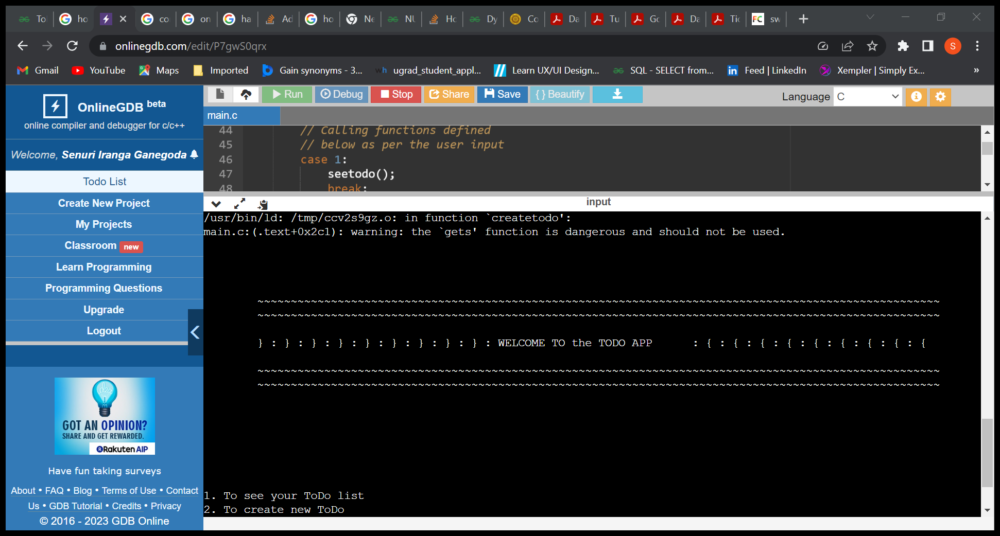 To
ho
co
on
ha
Ad
ho
Ne
NU
Ho
Dy
Co
Da
Tu
Gc
Da
Tic
FC sw
onlinegdb.com/edit/P7gwS0qrx
S
Gmail YouTube Maps Imported Gain synonyms - 3... wh ugrad_student_appl... Learn UX/UI Design... SQL - SELECT from... in Feed | LinkedIn Xempler | Simply Ex... »
OnlineGDB beta
online compiler and debugger for c/c++
Welcome, Senuri Iranga Ganegoda
Todo List
Create New Project
My Projects
Classroom new
Learn Programming
Programming Questions
Upgrade
Logout
idea
GOT AN OPINION?
SHARE AND GET REWARDED.
Rakuten AIP
Have fun taking surveys
About • FAQ • Blog • Terms of Use • Contact
Us • GDB Tutorial • Credits • Privacy
© 2016 - 2023 GDB Online
Run Debug Stop Share Save { } Beautify
Language C
main.c
44 // Calling functions defined
45 // below as per the user input
46 case 1:
47 seetodo();
48 break;
input
/usr/bin/ld: /tmp/ccv2s9gz.o: in function `createtodo':
main.c:(.text+0x2c1): warning: the `gets' function is dangerous and should not be used.
~~~~~~~~~~~~~~~~~~~~~~~~~~~~~~~~~~~~~~~~~~~~~~~~~~~~~~~~~~~~~~~~~~~~~~~~~~~~~~~~~~~~~~~~~~~~~~~~~~~~~~
~~~~~~~~~~~~~~~~~~~~~~~~~~~~~~~~~~~~~~~~~~~~~~~~~~~~~~~~~~~~~~~~~~~~~~~~~~~~~~~~~~~~~~~~~~~~~~~~~~~~~~
} : } : } : } : } : } : } : } : } : WELCOME TO the TODO APP : { : { : { : { : { : { : { : { : {
~~~~~~~~~~~~~~~~~~~~~~~~~~~~~~~~~~~~~~~~~~~~~~~~~~~~~~~~~~~~~~~~~~~~~~~~~~~~~~~~~~~~~~~~~~~~~~~~~~~~~~
~~~~~~~~~~~~~~~~~~~~~~~~~~~~~~~~~~~~~~~~~~~~~~~~~~~~~~~~~~~~~~~~~~~~~~~~~~~~~~~~~~~~~~~~~~~~~~~~~~~~~~
1. To see your ToDo list
2. To create new ToDo